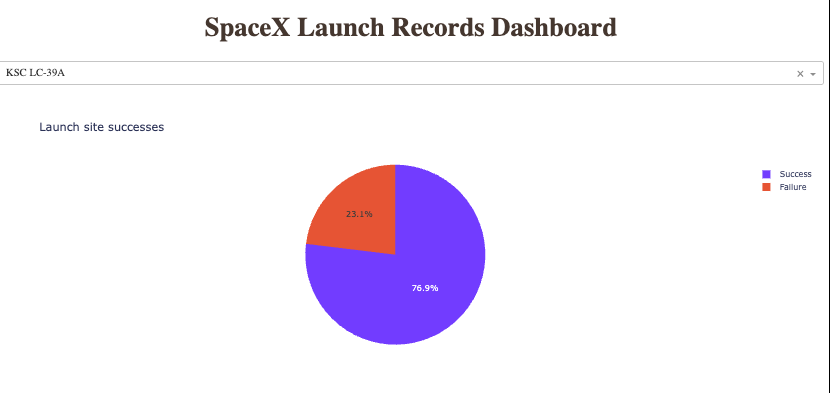 SpaceX Launch Records Dashboard
KSC LC-39A
× 
Launch site successes
Success
Failure
23.1%
76.9%